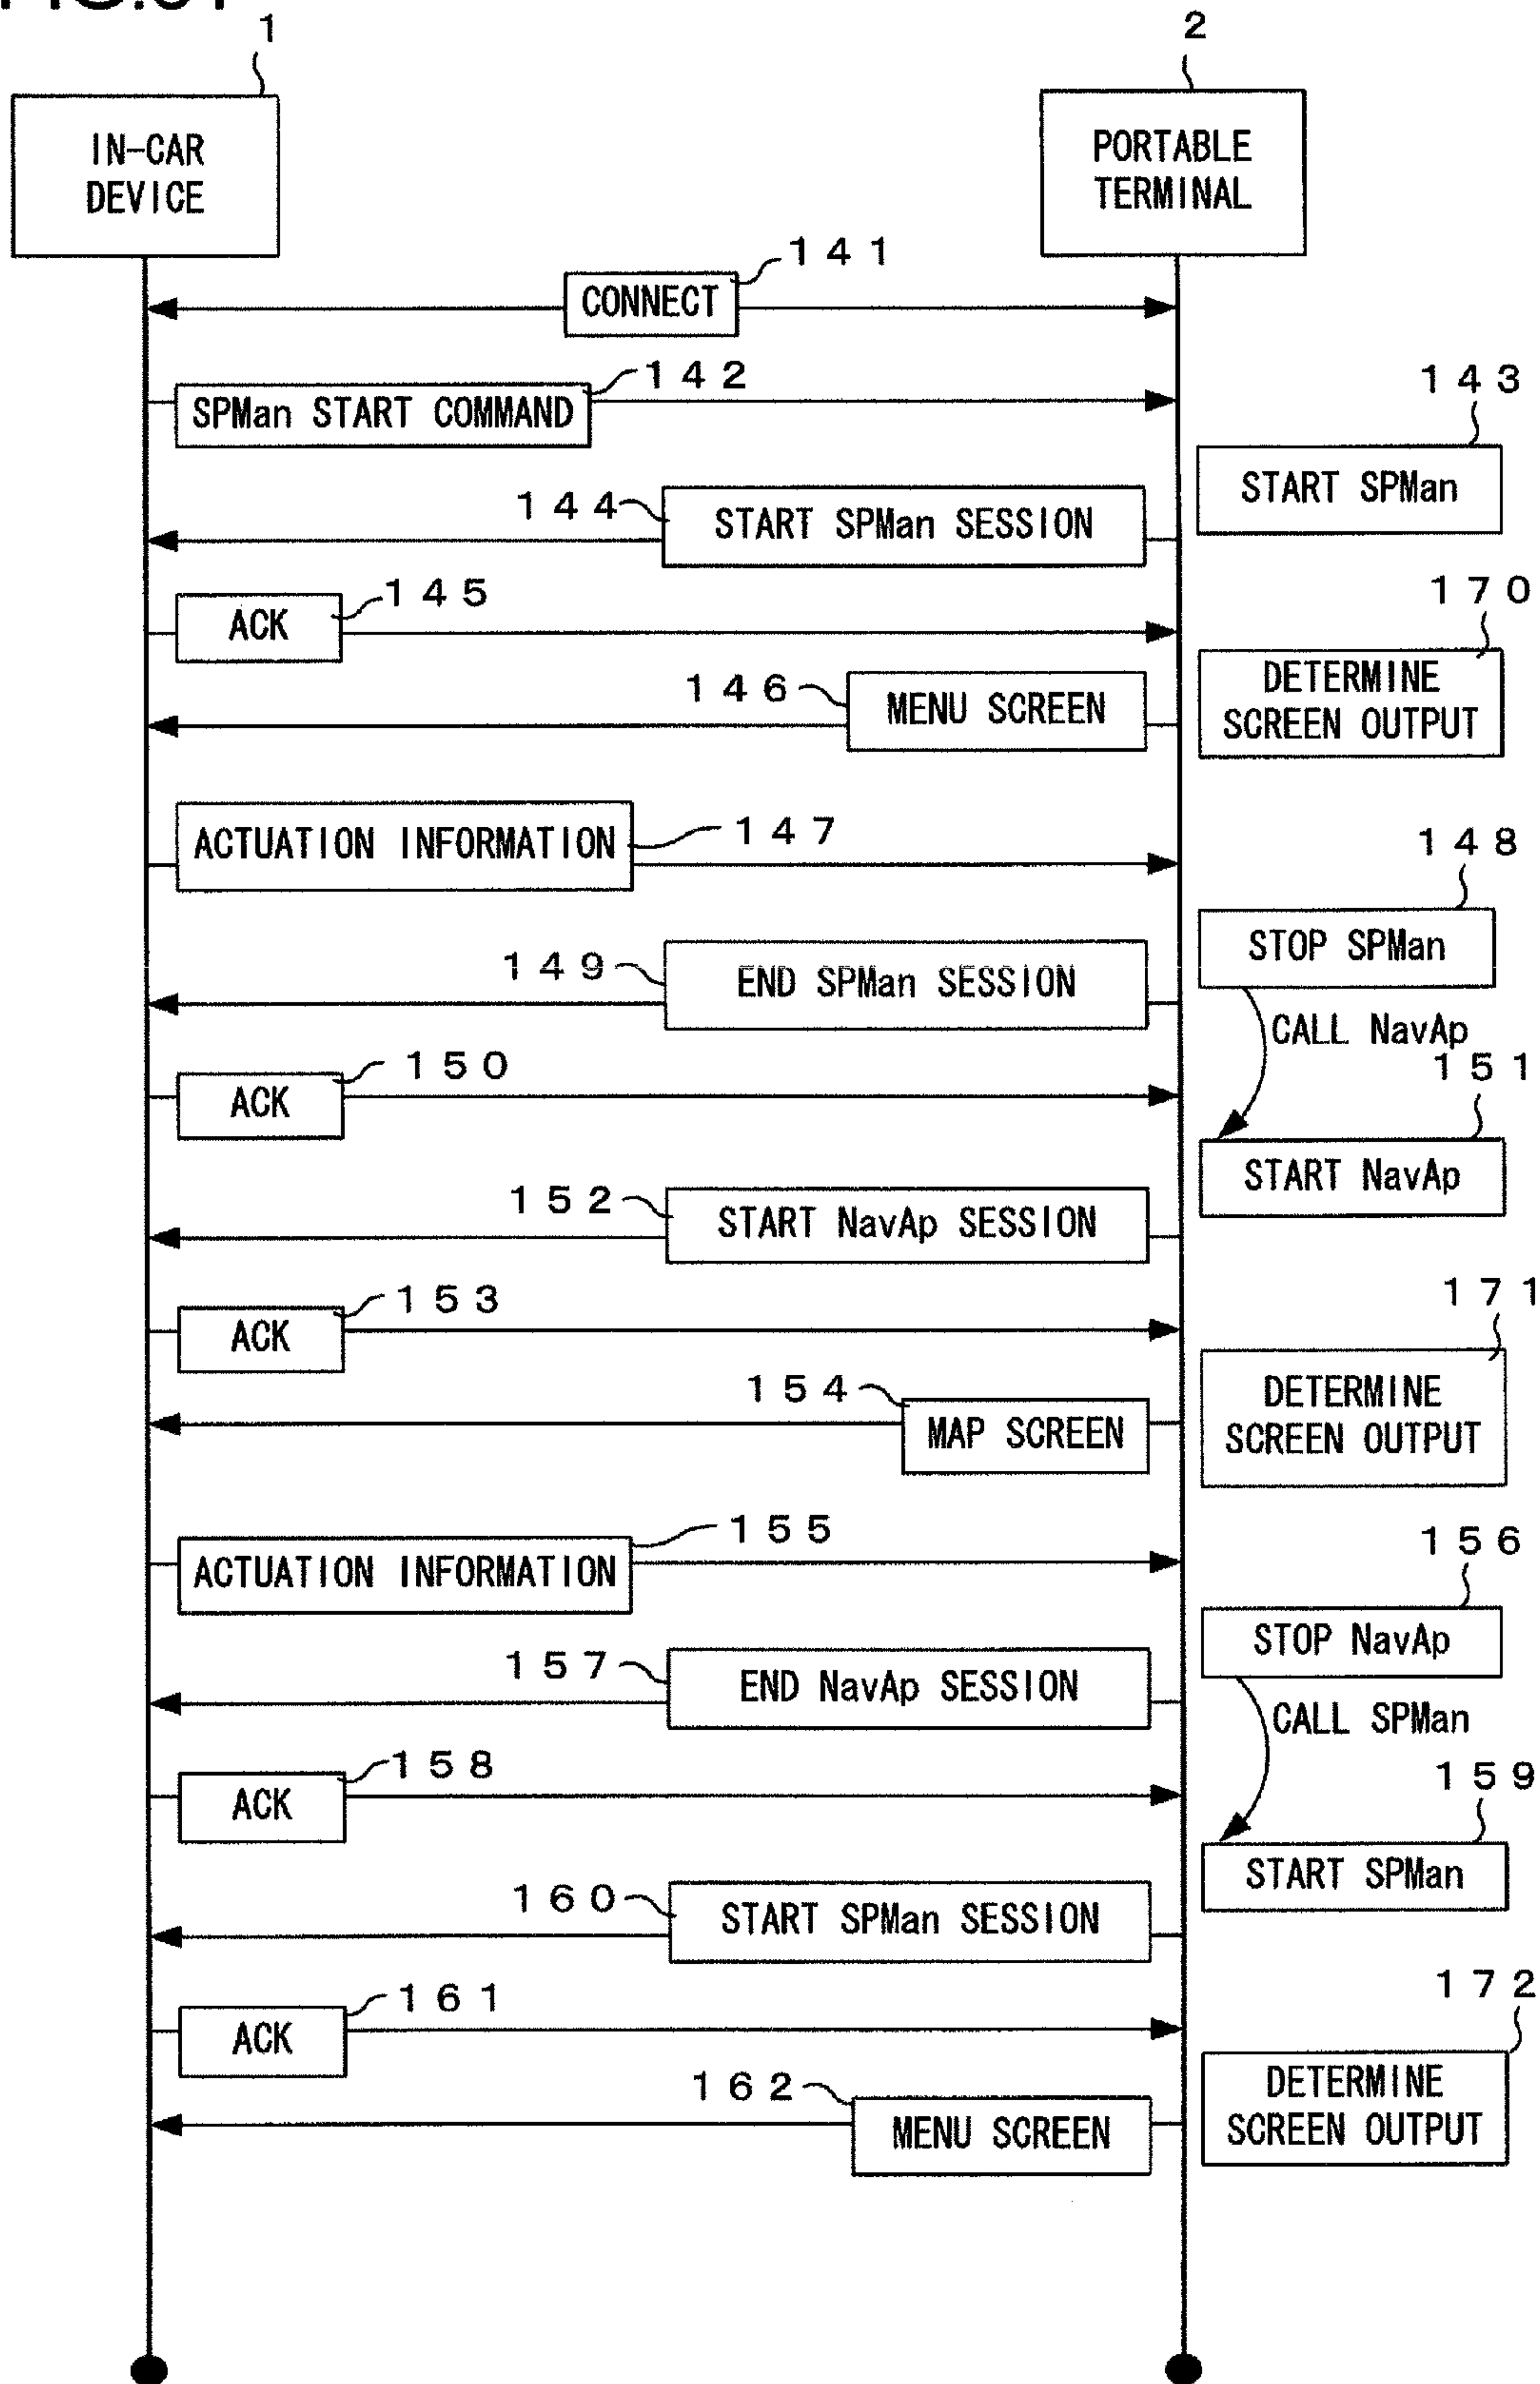 1
2
IN-CAR
DEVICE
PORTABLE
TERMINAL
141
CONNECT
142
SPMan START COMMAND
143
START SPMan
144
START SPMan SESSION
145
ACK
170
DETERMINE
SCREEN OUTPUT
146
MENU SCREEN
147
ACTUATION INFORMATION
148
STOP SPMan
149
END SPMan SESSION
CALL NavAp
150
ACK
151
START NavAp
152
START NavAp SESSION
153
ACK
171
DETERMINE
SCREEN OUTPUT
154
MAP SCREEN
155
ACTUATION INFORMATION
156
STOP NavAp
157
END NavAp SESSION
CALL SPMan
158
ACK
159
START SPMan
160
START SPMan SESSION
161
ACK
172
DETERMINE
SCREEN OUTPUT
162
MENU SCREEN